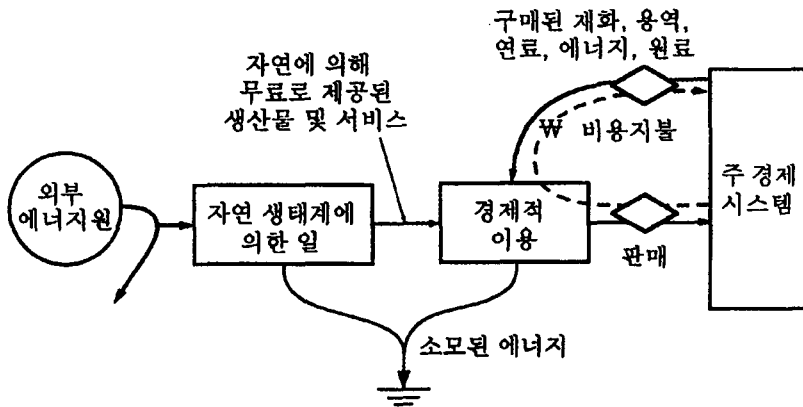 구매된 재화, 용역,
연료, 에너지, 원료
자연에 의해
무료로 제공된
생산물 및 서비스
₩ 비용지불
외부
에너지원
자연 생태계에
의한 일
경제적
이용
주 경제
시스템
판매
소모된 에너지